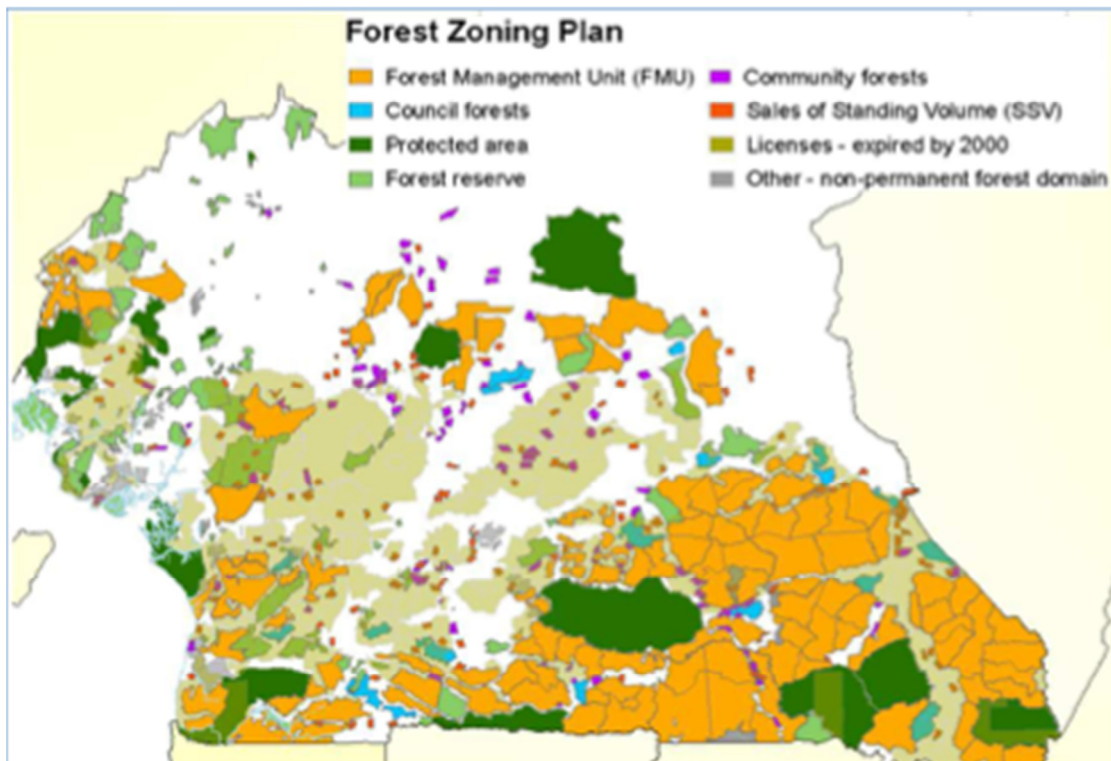 Forest Zoning Plan
Forest Management Unit (FMU)
Council forests
Protected area
Forest reserve
Community forests
Sales of Standing Volume (SSV)
Licenses - expired by 2000
Other - non-permanent forest domain